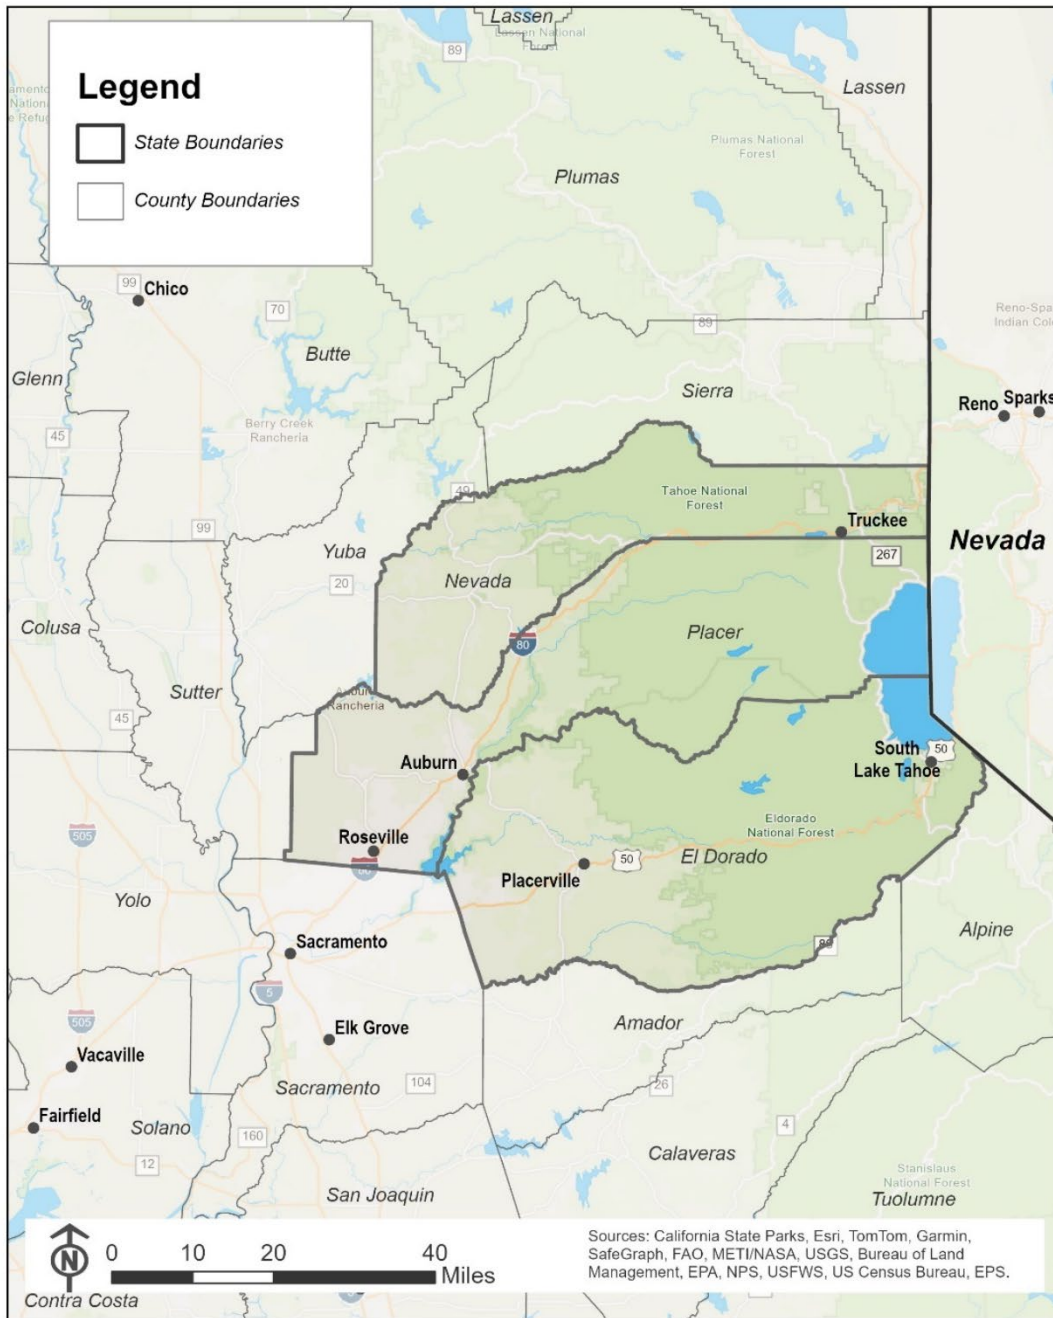 Lassen
Lassen National
Forest
89
Legend
State Boundaries
County Boundaries
Lassen
Plumas National
Forest
Plumas
99
Chico
70
Reno-Spa
Indian Col
89
Butte
Glenn
Sierra
Reno
Sparks
Berry Creek
Rancheria
45
49
Tahoe National
Forest
99
Truckee
Yuba
Nevada
Nevada
267
20
Colusa
Placer
80
Sutter
Rancheria
45
Auburn
50
South
Lake Tahoe
Eldorado
National Forest
505
Roseville
50
El Dorado
Placerville
Yolo
Sacramento
89
Alpine
5
Amador
505
Elk Grove
Vacaville
Sacramento
104
26
Fairfield
Solano
160
4
12
Calaveras
Stanislaus
National Forest
San Joaquin
Tuolumne
N
0 10 20 40
Miles
Sources: California State Parks, Esri, TomTom, Garmin,
SafeGraph, FAO, METI/NASA, USGS, Bureau of Land
Management, EPA, NPS, USFWS, US Census Bureau, EPS.
Contra Costa